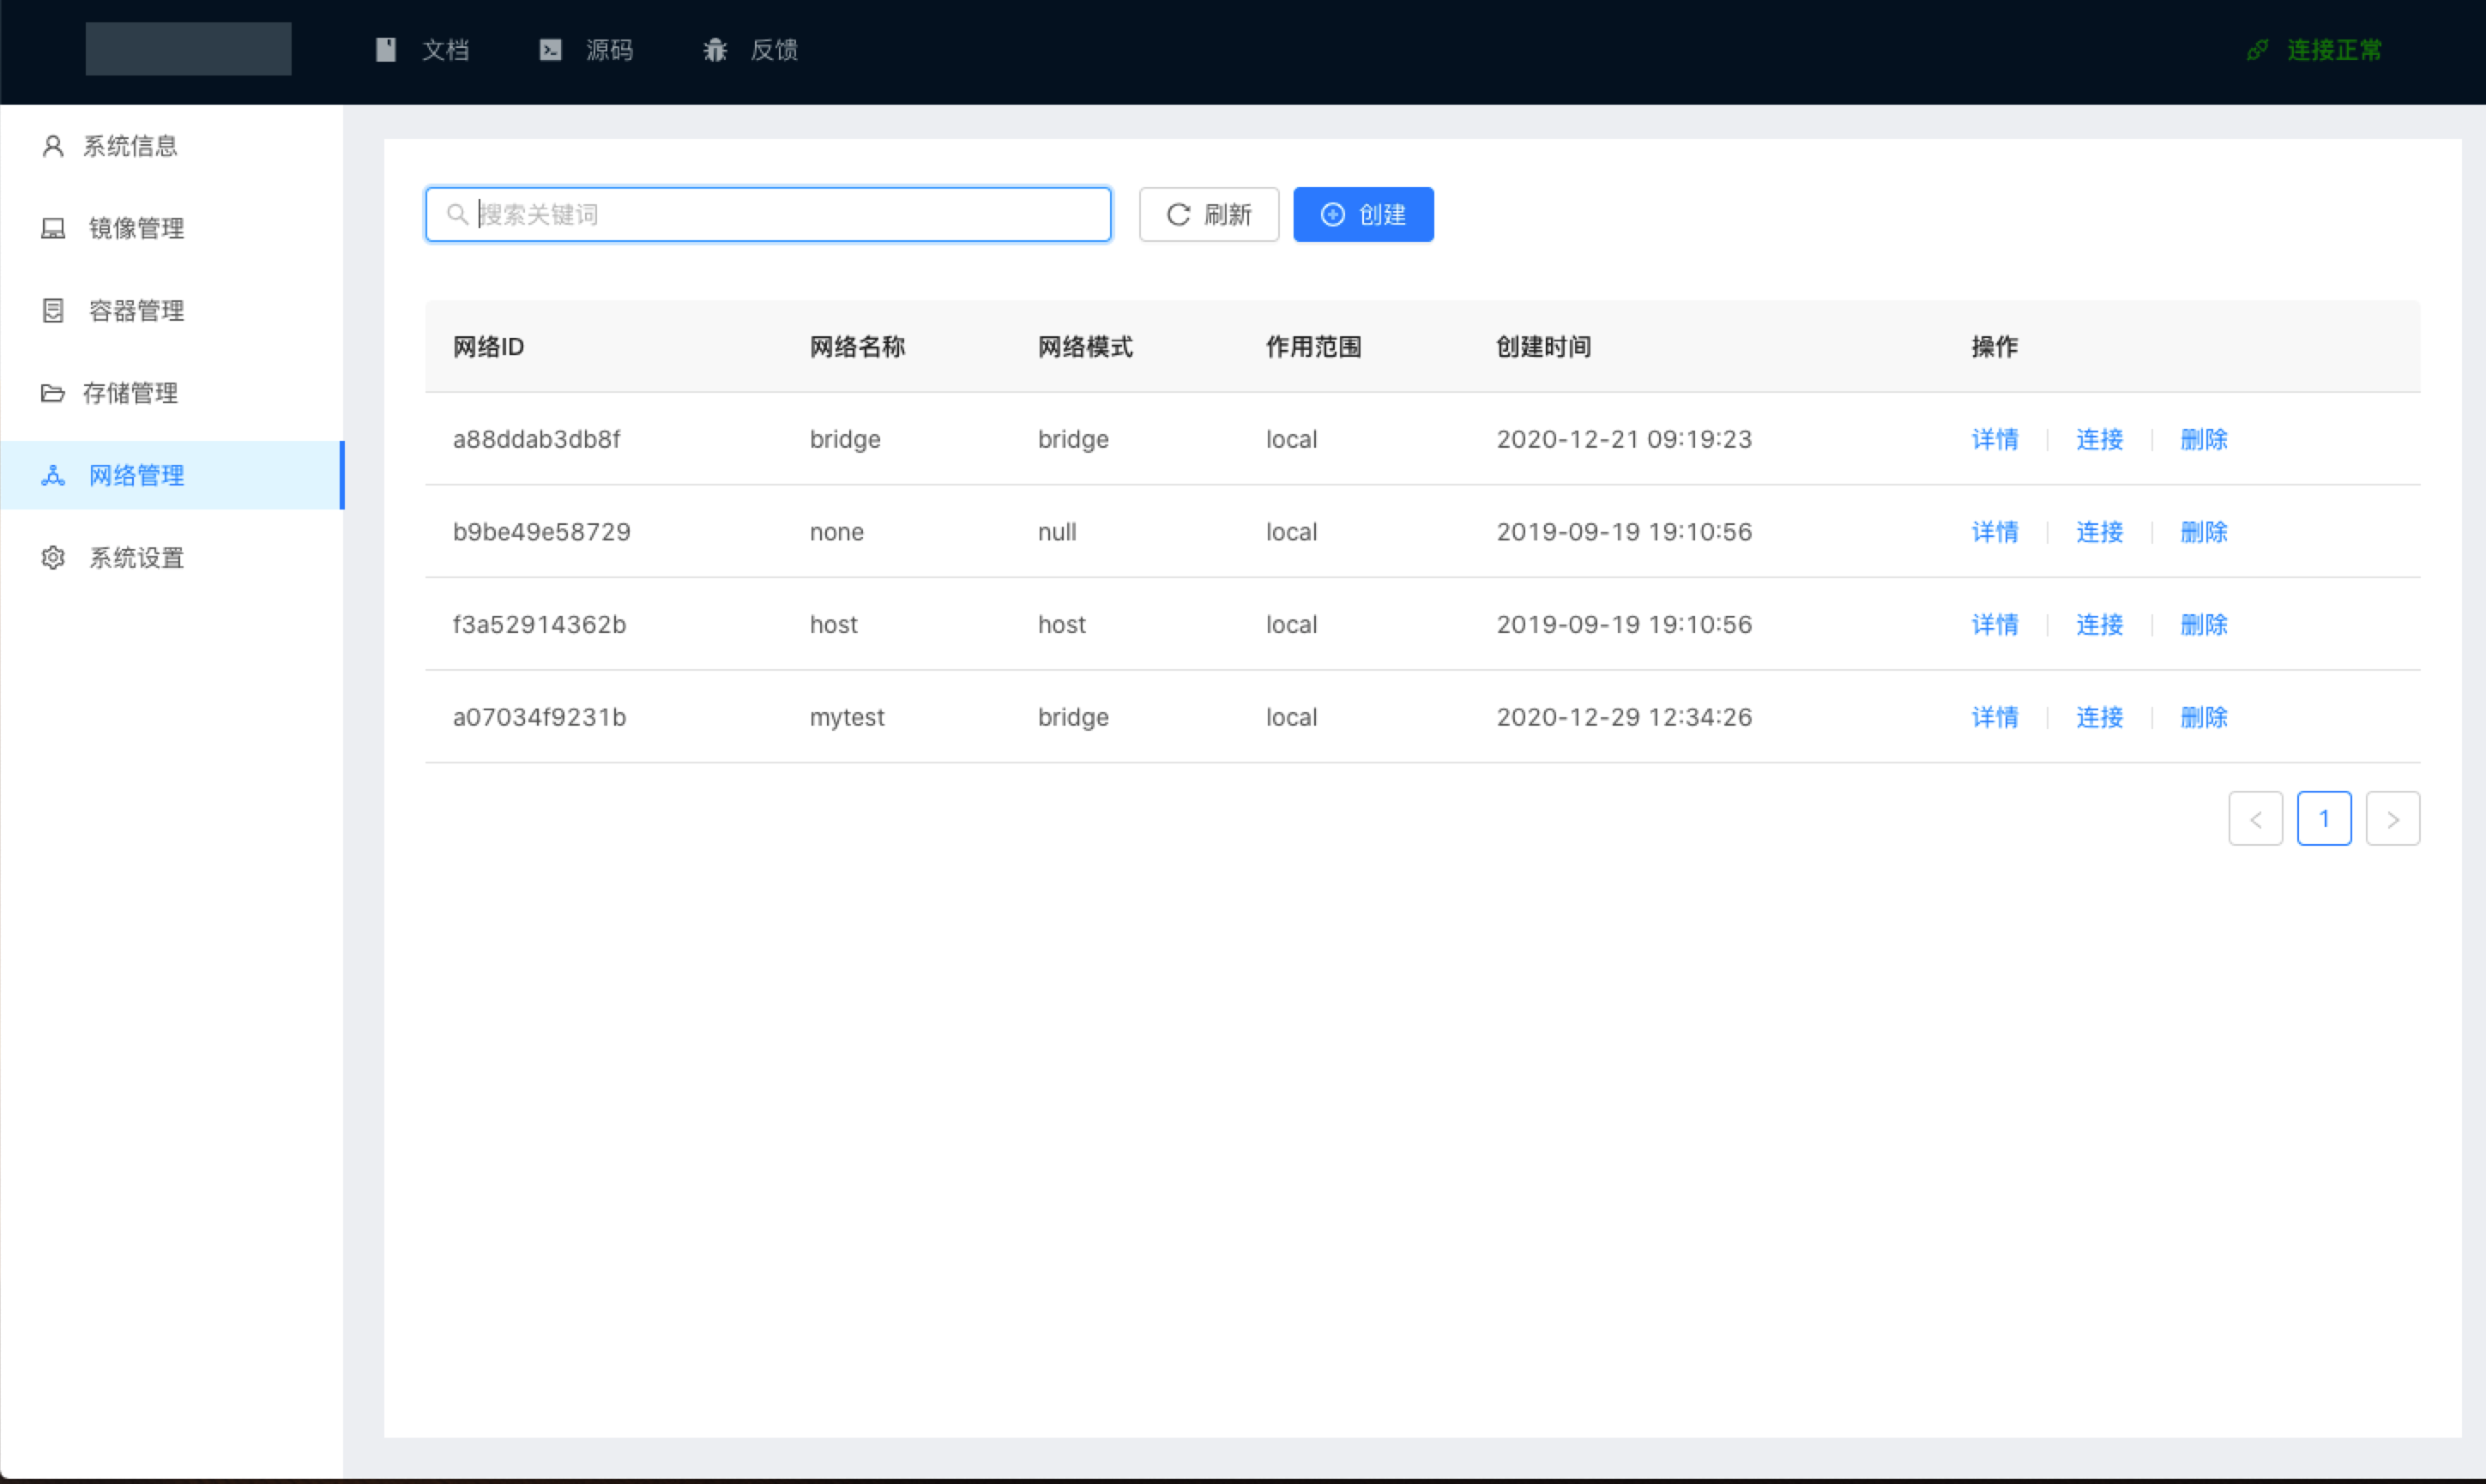 文档 源码 反馈 连接正常
系统信息
镜像管理
容器管理
存储管理
网络管理
系统设置
搜索关键词 刷新 创建
网络ID 网络名称 网络模式 作用范围 创建时间 操作
a88ddab3db8f bridge bridge local 2020-12-21 09:19:23 详情 连接 删除
b9be49e58729 none null local 2019-09-19 19:10:56 详情 连接 删除
f3a52914362b host host local 2019-09-19 19:10:56 详情 连接 删除
a07034f9231b mytest bridge local 2020-12-29 12:34:26 详情 连接 删除
1